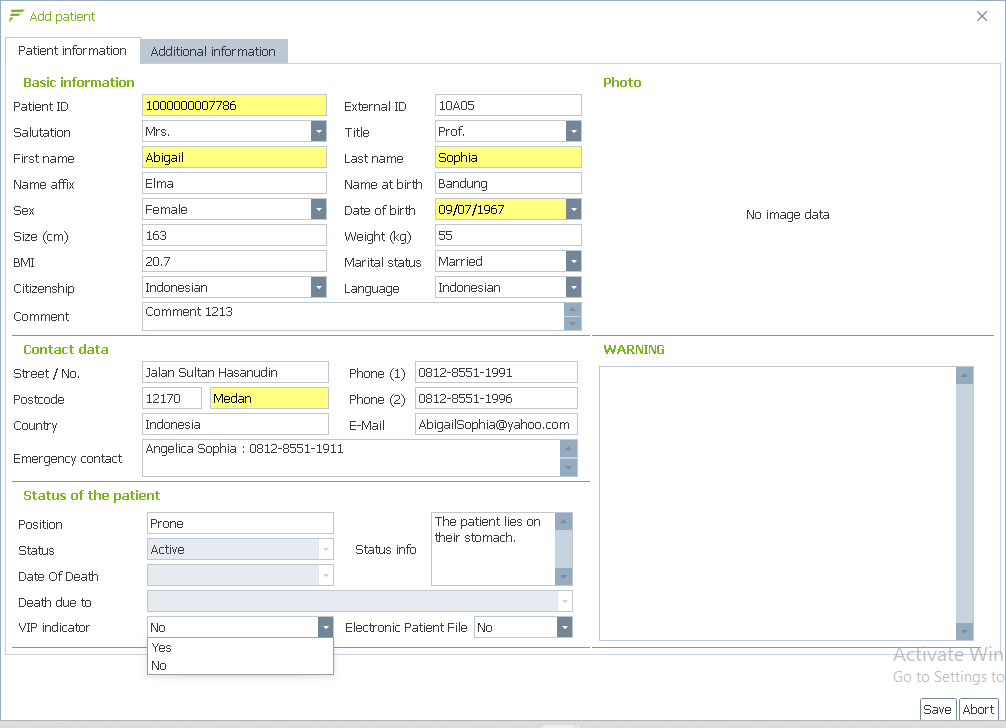 Add patient
Patient information Additional information
Basic information Photo
Patient ID 1000000007786 External ID 10A05
Salutation Mrs. Title Prof.
First name Abigail Last name Sophia
Name affix Elma Name at birth Bandung
Sex Female Date of birth 09/07/1967
No image data
Size (cm) 163 Weight (kg) 55
BMI 20.7 Marital status Married
Citizenship Indonesian Language Indonesian
Comment Comment 1213
Contact data WARNING
Street / No. Jalan Sultan Hasanudin Phone (1) 0812-8551-1991
Postcode 12170 Medan Phone (2) 0812-8551-1996
Country Indonesia E-Mail AbigailSophia@yahoo.com
Emergency contact Angelica Sophia : 0812-8551-1911
Status of the patient
Position Prone
Status Active Status info The patient lies on
their stomach.
Date Of Death
Death due to
VIP indicator No Electronic Patient File No
Yes
No
Activate Win
Go to Settings to
Save Abort